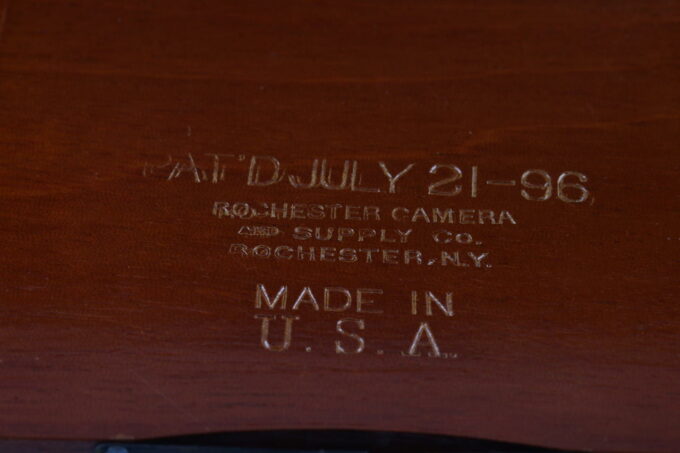 PAT'D JULY 21-96
ROCHESTER CAMERA
AND SUPPLY CO.
ROCHESTER, N.Y.
MADE IN
U.S.A.